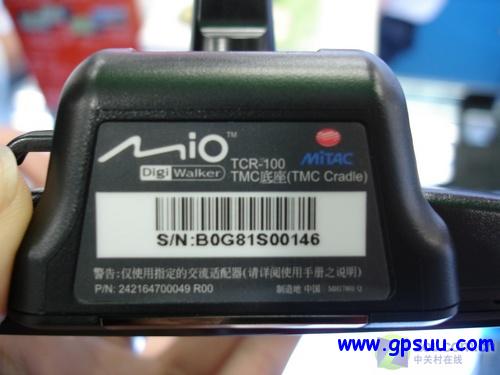 MiO™
Digi Walker
MiTAC
TCR-100
TMC底座(TMC Cradle)
S/N:B0G81S00146
警告:仅使用指定的交流适配器(请详阅使用手册之说明)
P/N: 242164700049 R00
制造地 中国
www.gpsuu.com
中关村在线